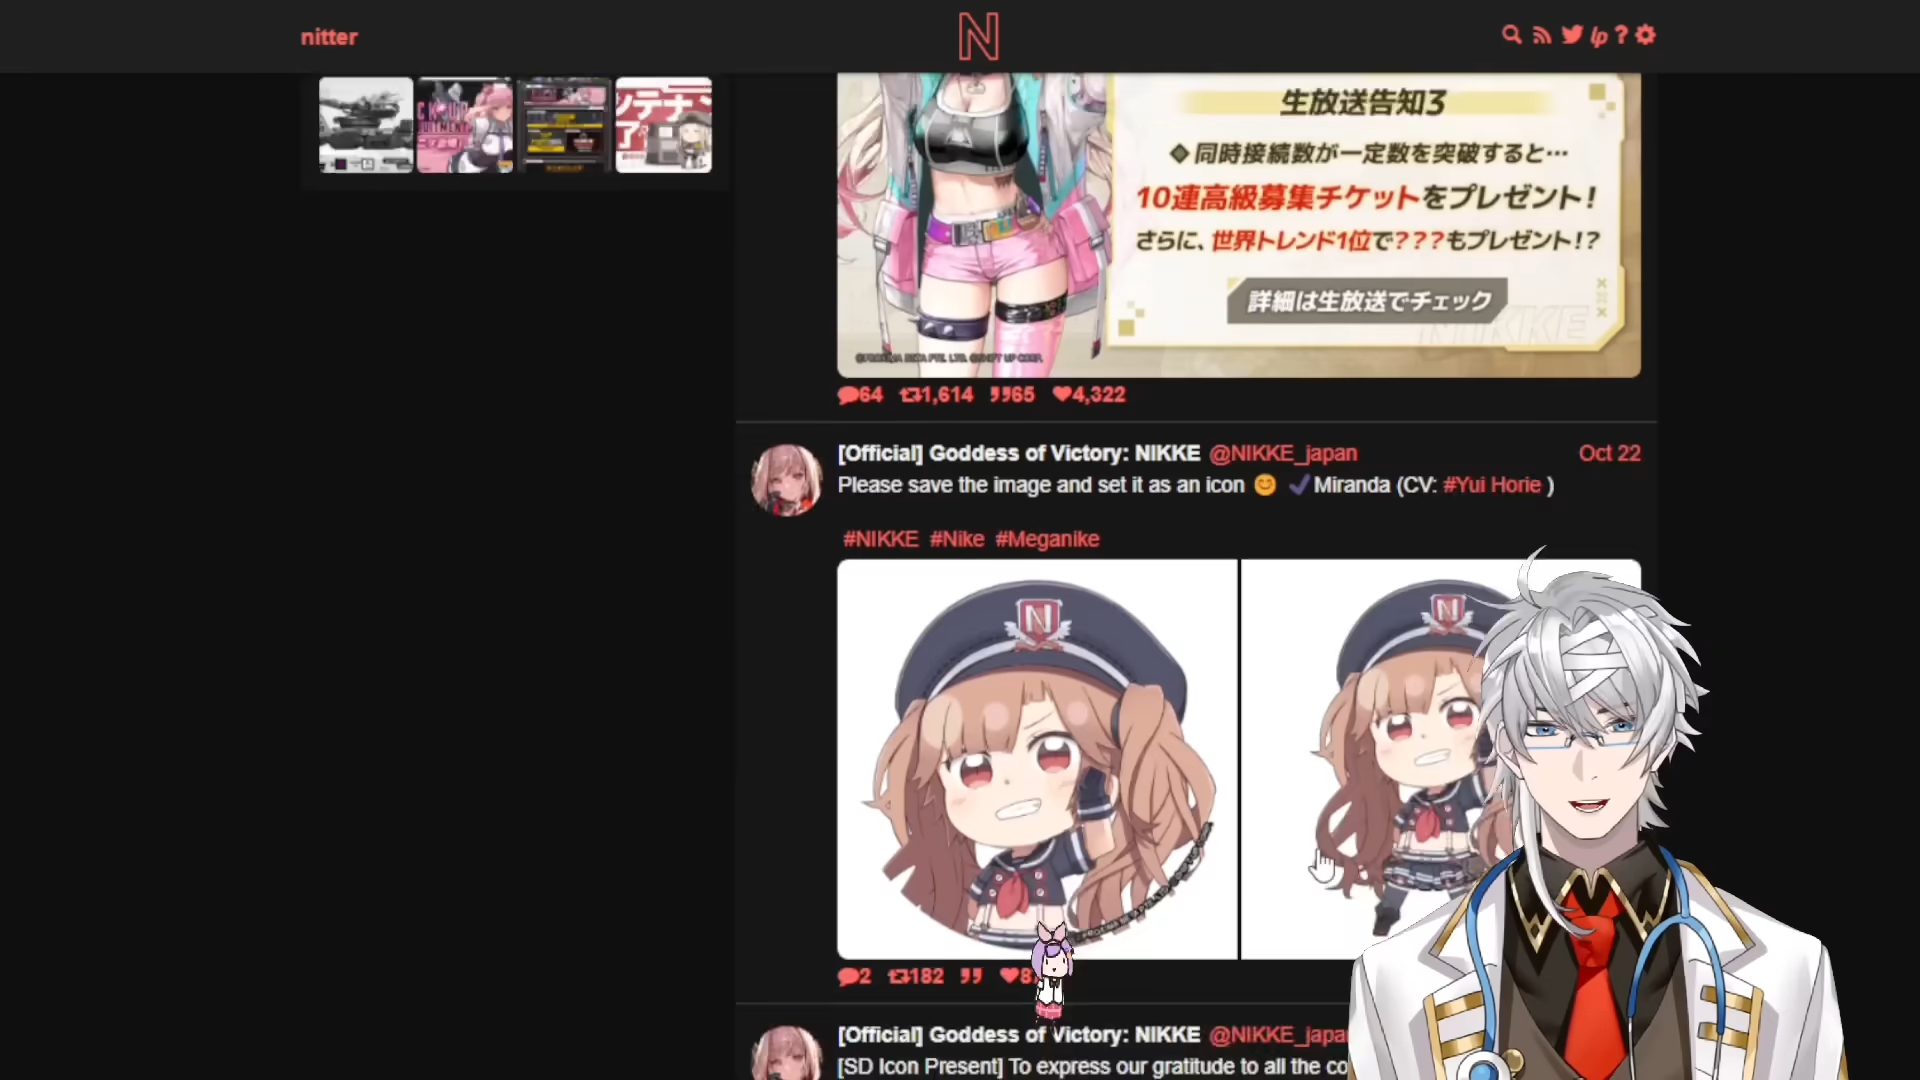 nitter
N
生放送告知3
◆同時接続数が一定数を突破すると…
10連高級募集チケットをプレゼント!
さらに、世界トレンド1位で???もプレゼント!?
詳細は生放送でチェック
NIKKE
64 1,614 65 4,322
[Official] Goddess of Victory: NIKKE @NIKKE_japan Oct 22
Please save the image and set it as an icon 😊 ✔Miranda (CV: #Yui Horie )
#NIKKE #Nike #Meganike
N
N
2 182
[Official] Goddess of Victory: NIKKE
[SD Icon Present] To express our gratitude to all the